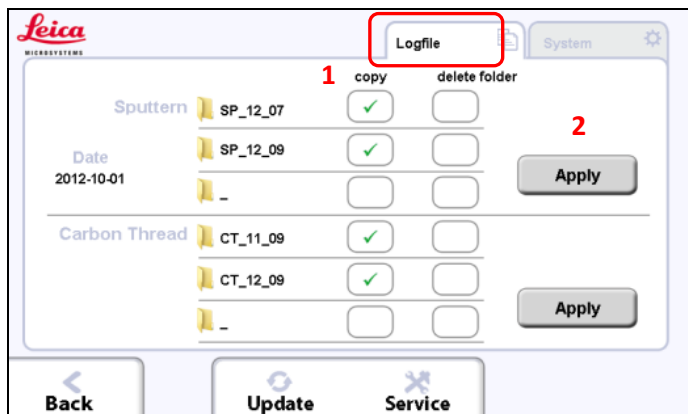 Leica
MICROSYSTEMS
Logfile
System
1
copy
delete folder
Sputtern
SP_12_07
SP_12_09
2
Date
2012-10-01
_
Apply
Carbon Thread
CT_11_09
CT_12_09
_
Apply
Back
Update
Service